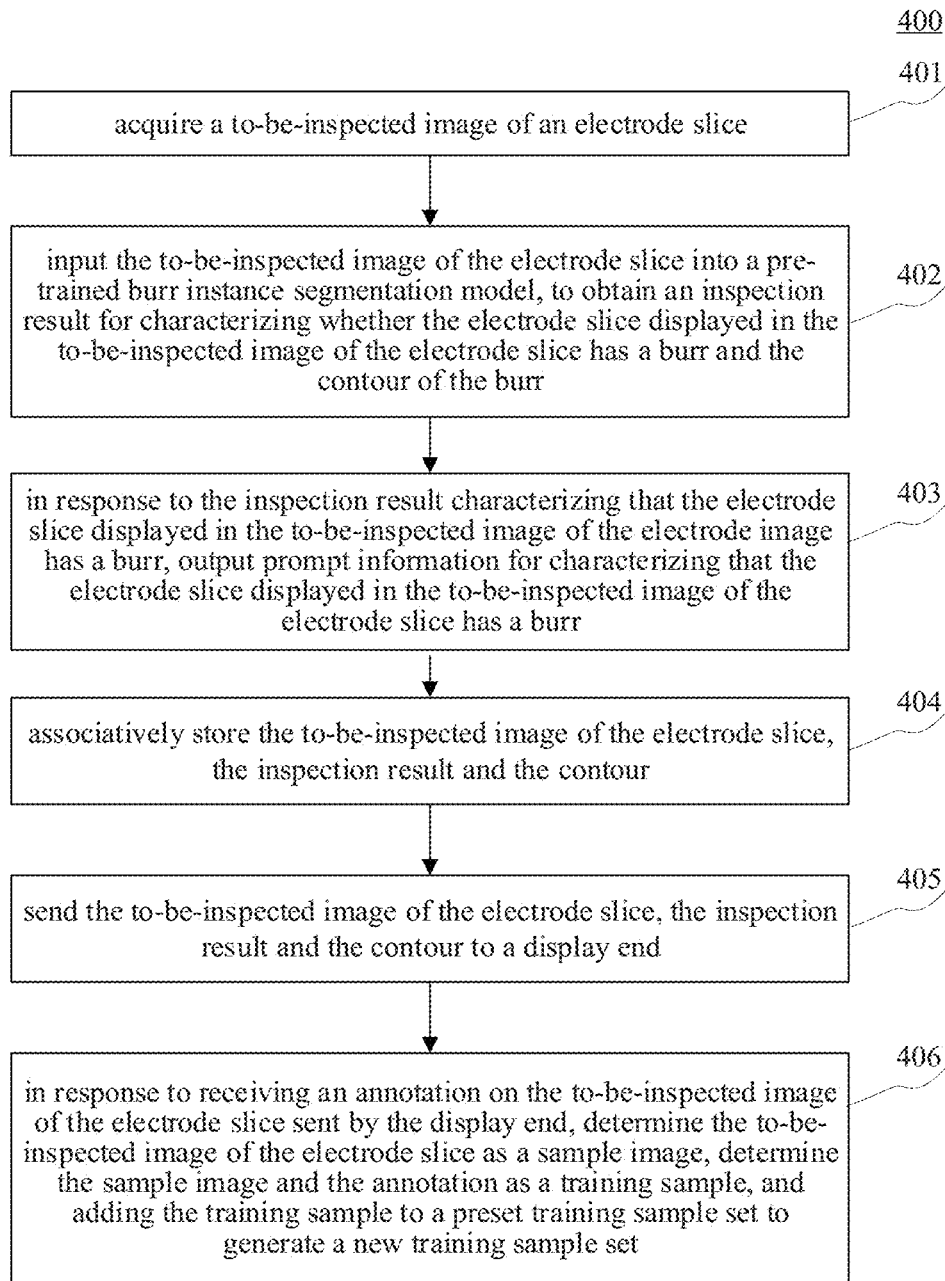 400
401
acquire a to-be-inspected image of an electrode slice
402
input the to-be-inspected image of the electrode slice into a pre-
trained burr instance segmentation model, to obtain an inspection
result for characterizing whether the electrode slice displayed in the
to-be-inspected image of the electrode slice has a burr and the
contour of the burr
403
in response to the inspection result characterizing that the electrode
slice displayed in the to-be-inspected image of the electrode image
has a burr, output prompt information for characterizing that the
electrode slice displayed in the to-be-inspected image of the
electrode slice has a burr
404
associatively store the to-be-inspected image of the electrode slice,
the inspection result and the contour
405
send the to-be-inspected image of the electrode slice, the inspection
result and the contour to a display end
406
in response to receiving an annotation on the to-be-inspected image
of the electrode slice sent by the display end, determine the to-be-
inspected image of the electrode slice as a sample image, determine
the sample image and the annotation as a training sample, and
adding the training sample to a preset training sample set to
generate a new training sample set